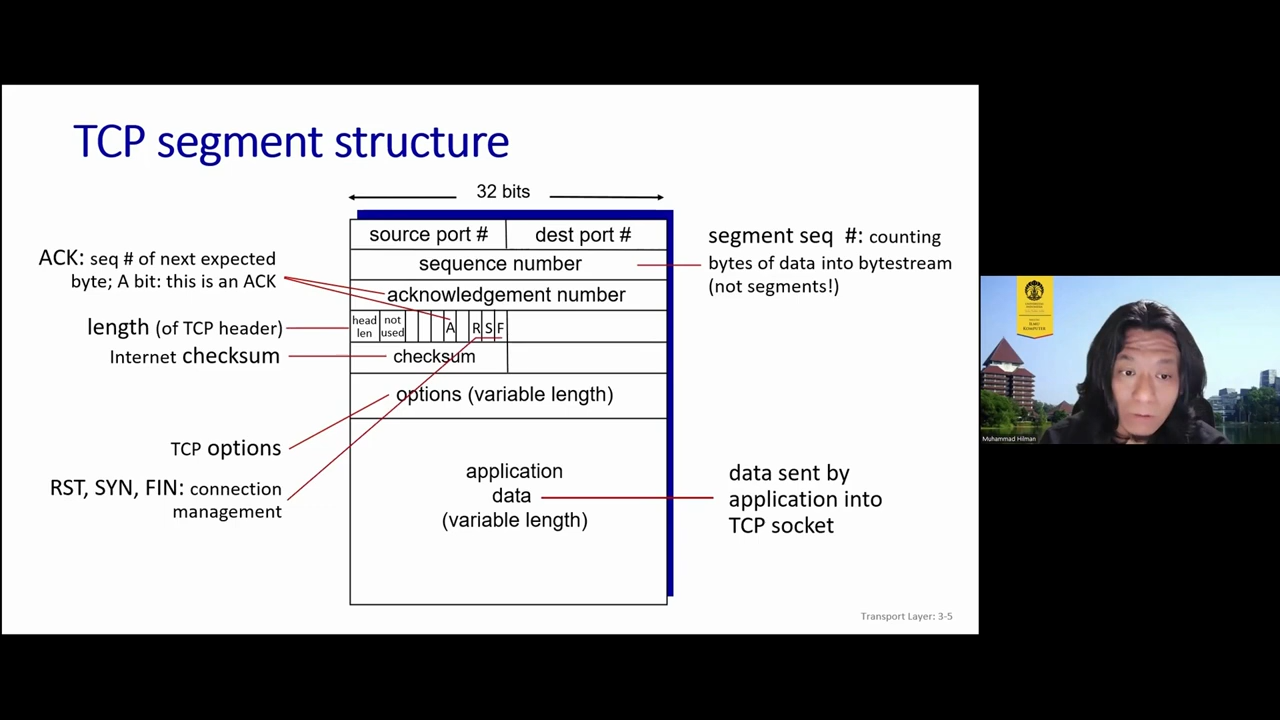 TCP segment structure
32 bits
source port #
dest port #
sequence number
acknowledgement number
head
len
not
used
A
R
S
F
checksum
options (variable length)
application
data
(variable length)
ACK: seq # of next expected
byte; A bit: this is an ACK
length (of TCP header)
Internet checksum
TCP options
RST, SYN, FIN: connection
management
segment seq #: counting
bytes of data into bytestream
(not segments!)
data sent by
application into
TCP socket
Transport Layer: 3-5
ILMU
KOMPUTER
Muhammad Hilman